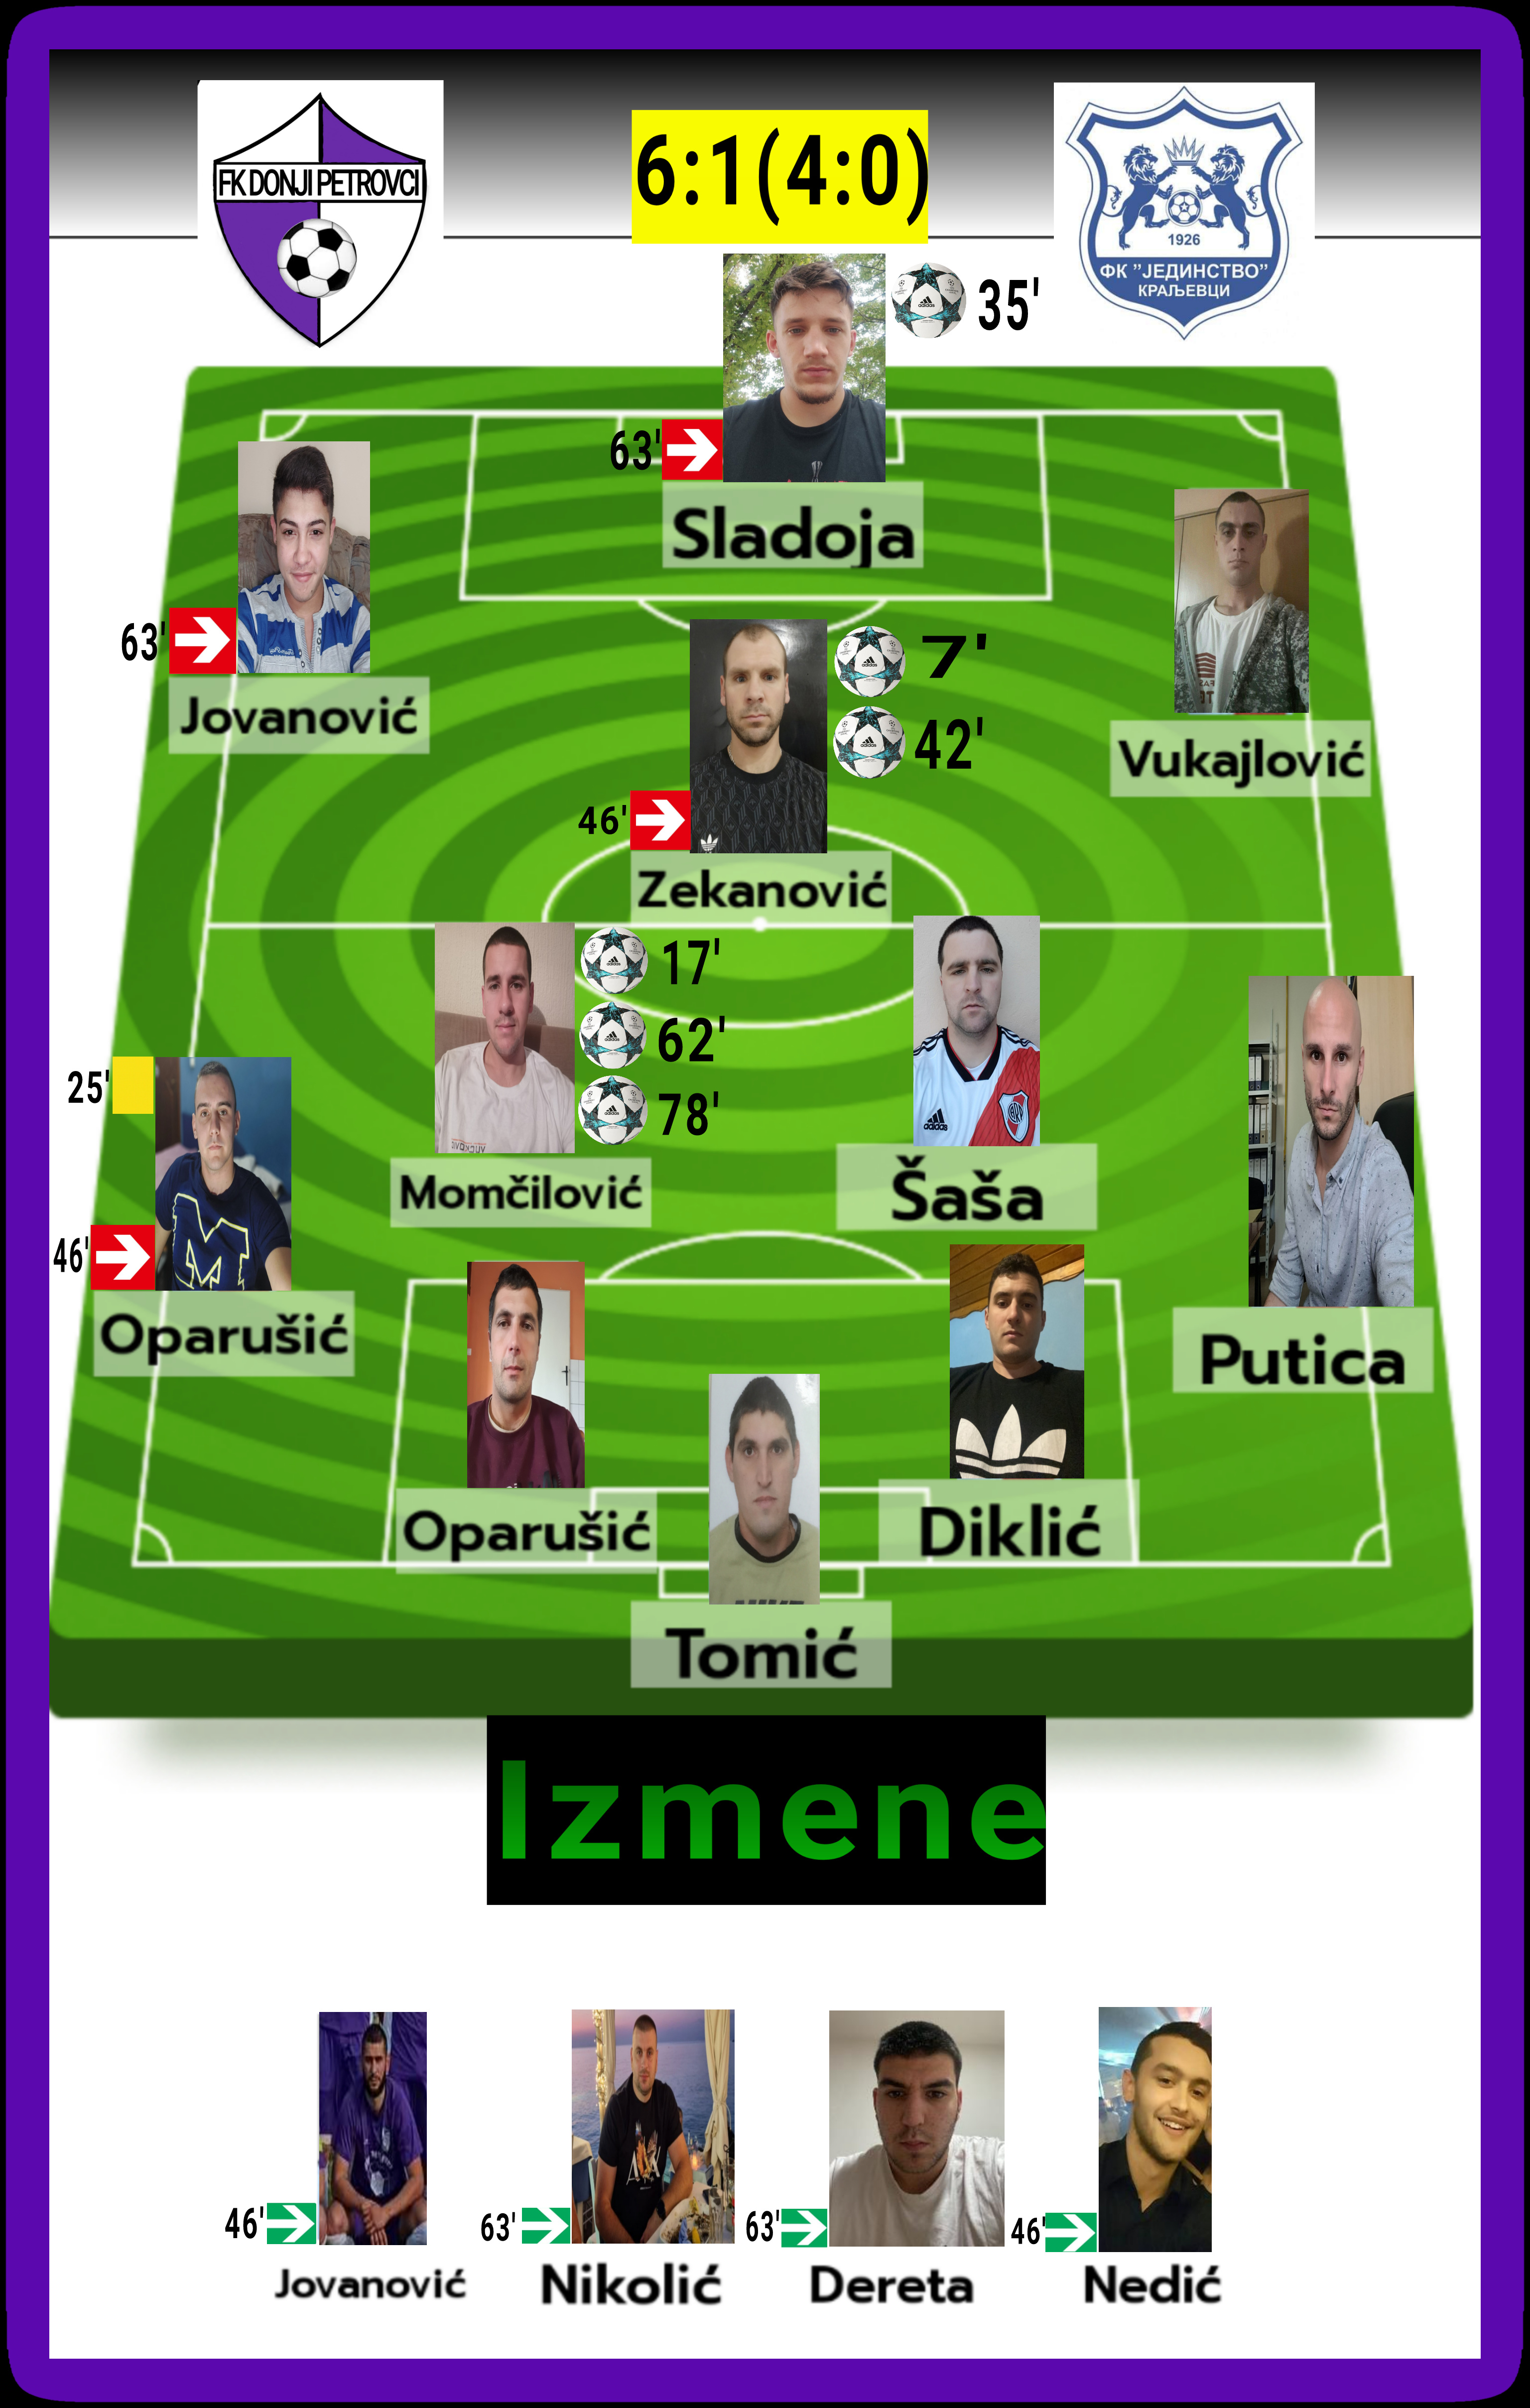 FK DONJI PETROVCI
6:1(4:0)
1926
ФК "ЈЕДИНСТВО"
КРАЉЕВЦИ
35'
63'
Sladoja
63'
Jovanović
Vukajlović
7'
42'
46'
Zekanović
17'
62'
78'
Momčilović
adidas
Šaša
25'
46'
Oparušić
Putica
Oparušić
Diklić
Tomić
Izmene
46'
Jovanović
63'
Nikolić
63'
Dereta
46'
Nedić